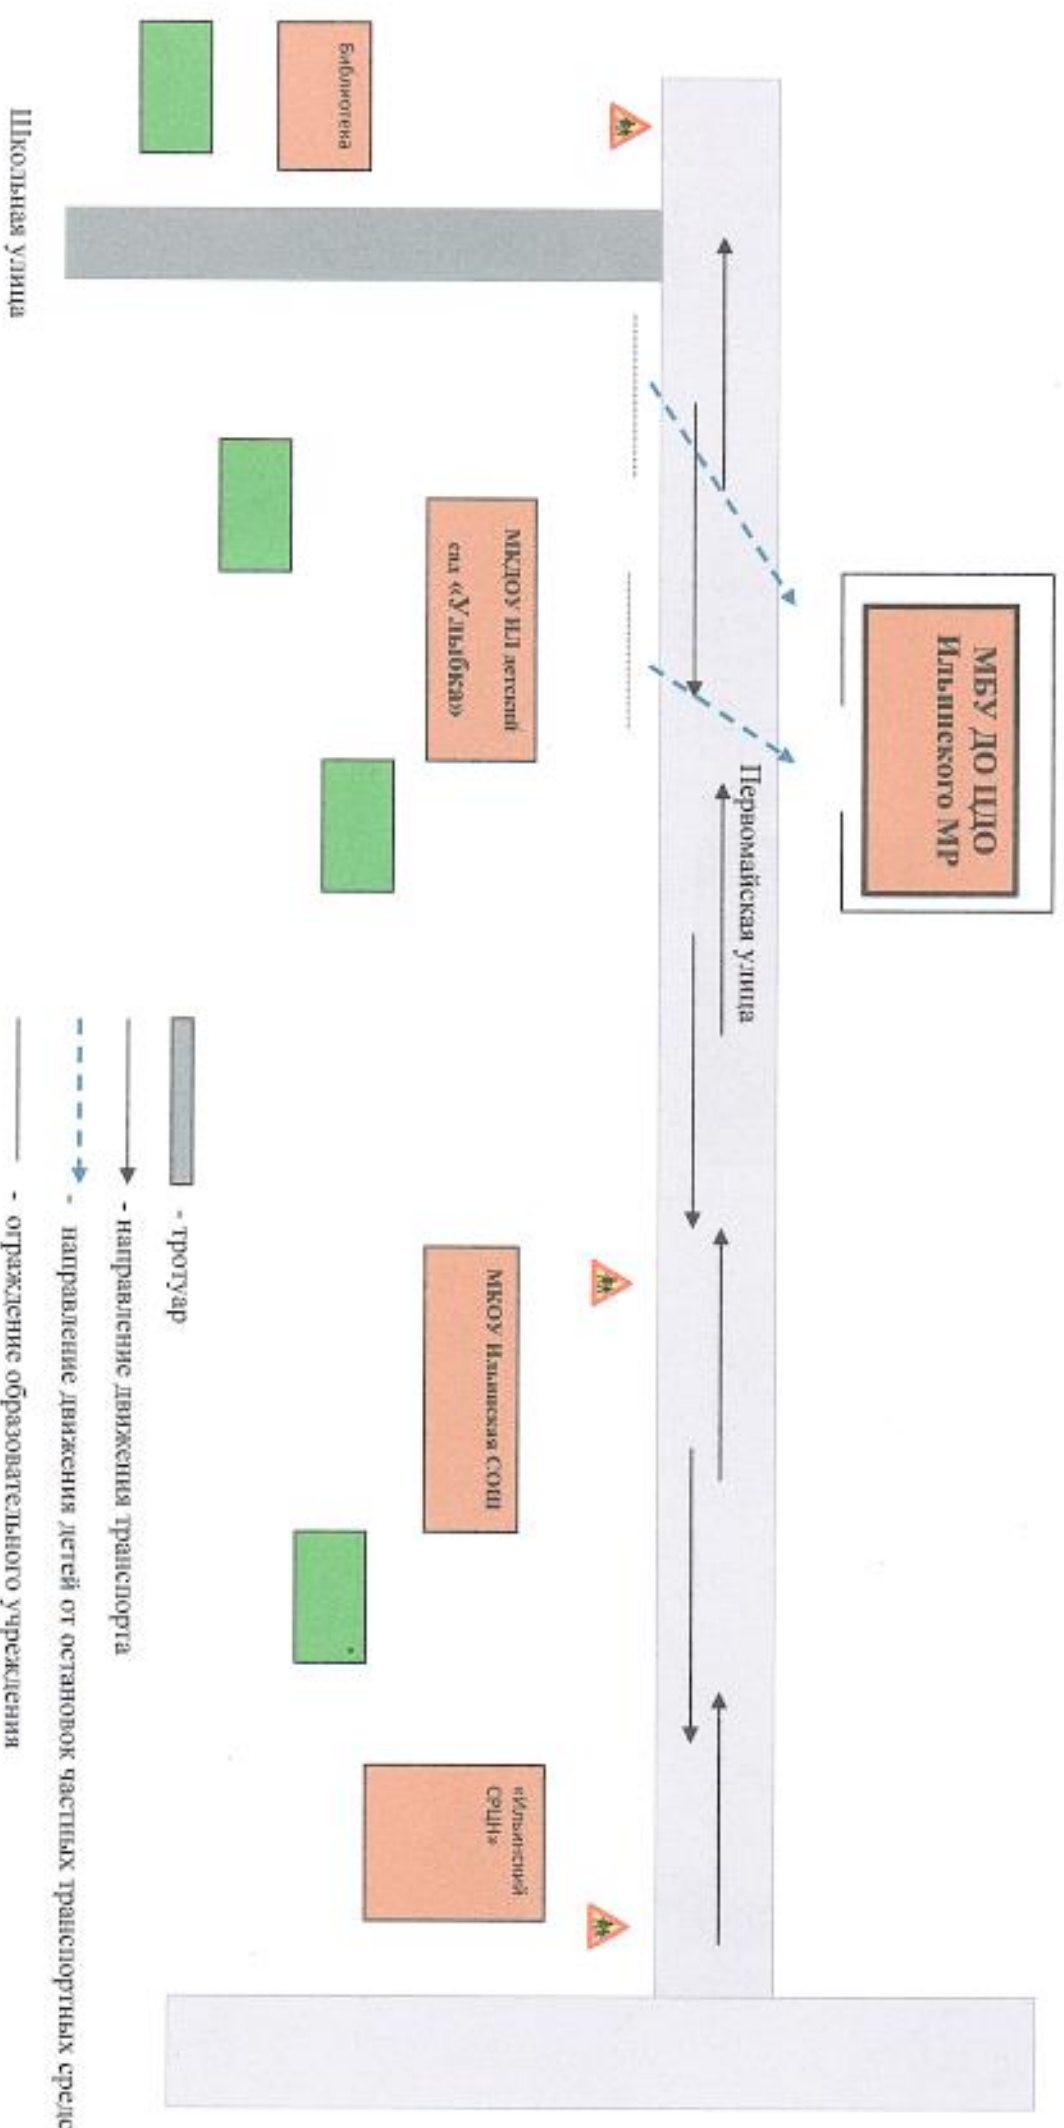 МБУ ДО ЦДО
Ильинского МР
Первомайская улица
МКДОУ ИЛ детский
сад «Улыбка»
МКОУ Ильинская СОШ
«Ильинский
СРЦН»
Библиотека
Школьная улица
- тротуар
- направление движения транспорта
- направление движения детей от остановок частных транспортных средс
- ограждение образовательного учреждения